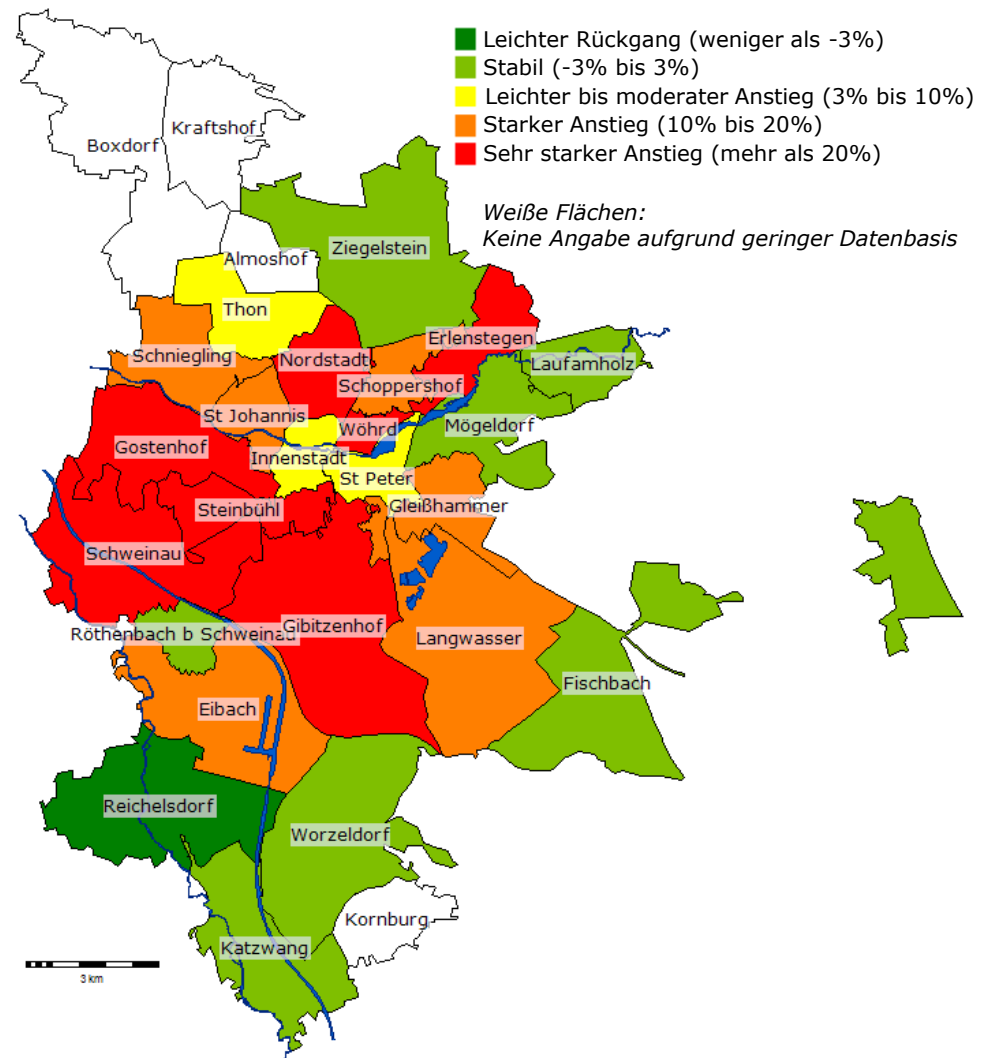 Leichter Rückgang (weniger als -3%)
Stabil (-3% bis 3%)
Leichter bis moderater Anstieg (3% bis 10%)
Starker Anstieg (10% bis 20%)
Sehr starker Anstieg (mehr als 20%)
Weiße Flächen:
Keine Angabe aufgrund geringer Datenbasis
Kraftshof
Boxdorf
Ziegelstein
Almoshof
Thon
Erlenstegen
Schniegling
Nordstadt
Laufamholz
Schoppershof
St Johannis
Wöhrd
Mögeldorf
Gostenhof
Innenstadt
St Peter
Gleißhammer
Steinbühl
Schweinau
Röthenbach b Schweinau
Gibitzenhof
Langwasser
Fischbach
Eibach
Reichelsdorf
Worzeldorf
Kornburg
Katzwang
3 km